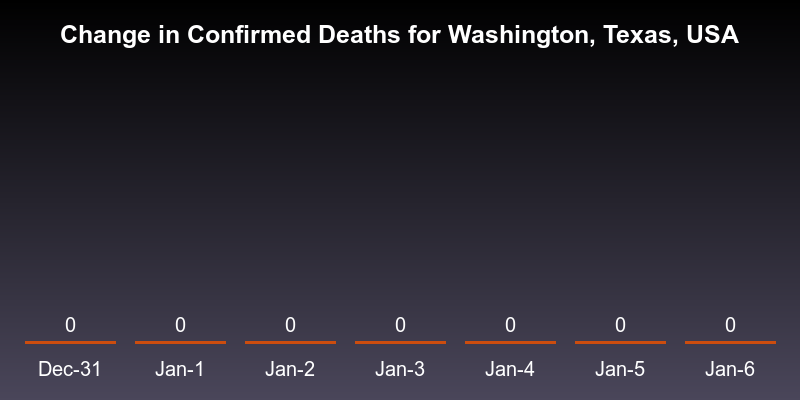 Change in Confirmed Deaths for Washington, Texas, USA
0 0 0 0 0 0 0
Dec-31 Jan-1 Jan-2 Jan-3 Jan-4 Jan-5 Jan-6